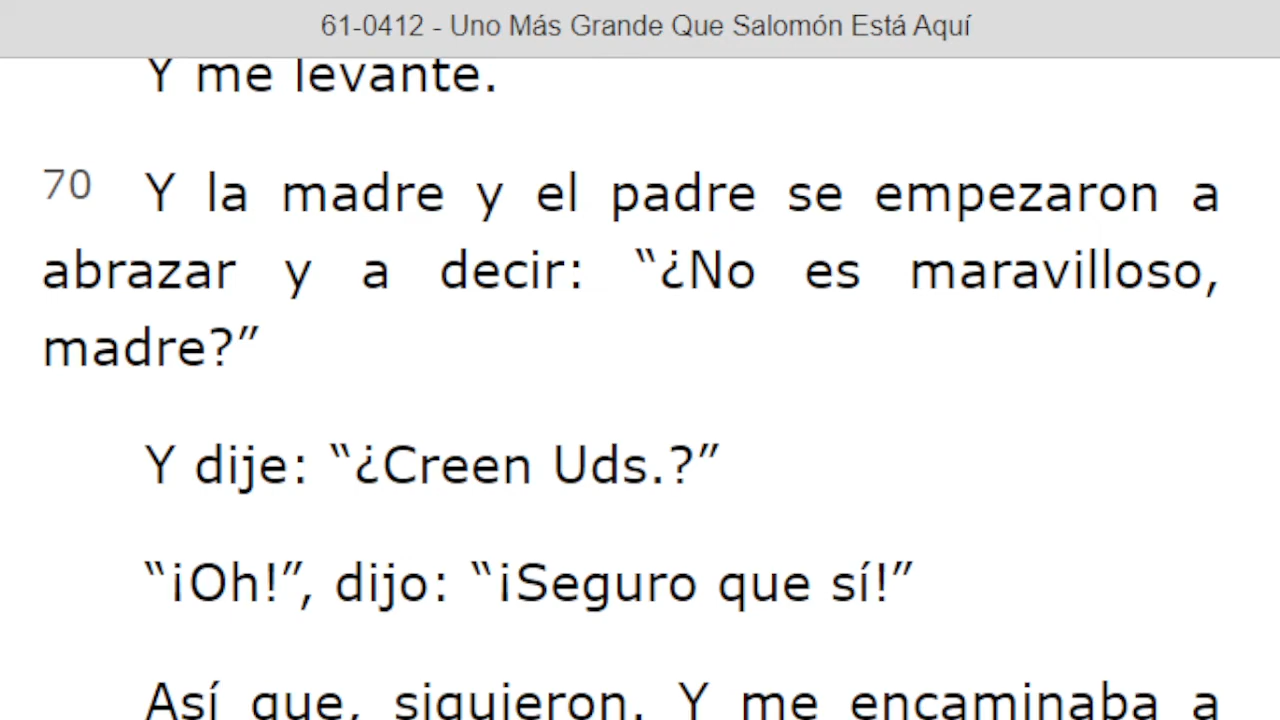 61-0412 - Uno Más Grande Que Salomón Está Aquí
Y me levante.
70 Y la madre y el padre se empezaron a
abrazar y a decir: “¿No es maravilloso,
madre?”
Y dije: “¿Creen Uds.?”
“¡Oh!”, dijo: “¡Seguro que sí!”
Así que, siguieron. Y me encaminaba a